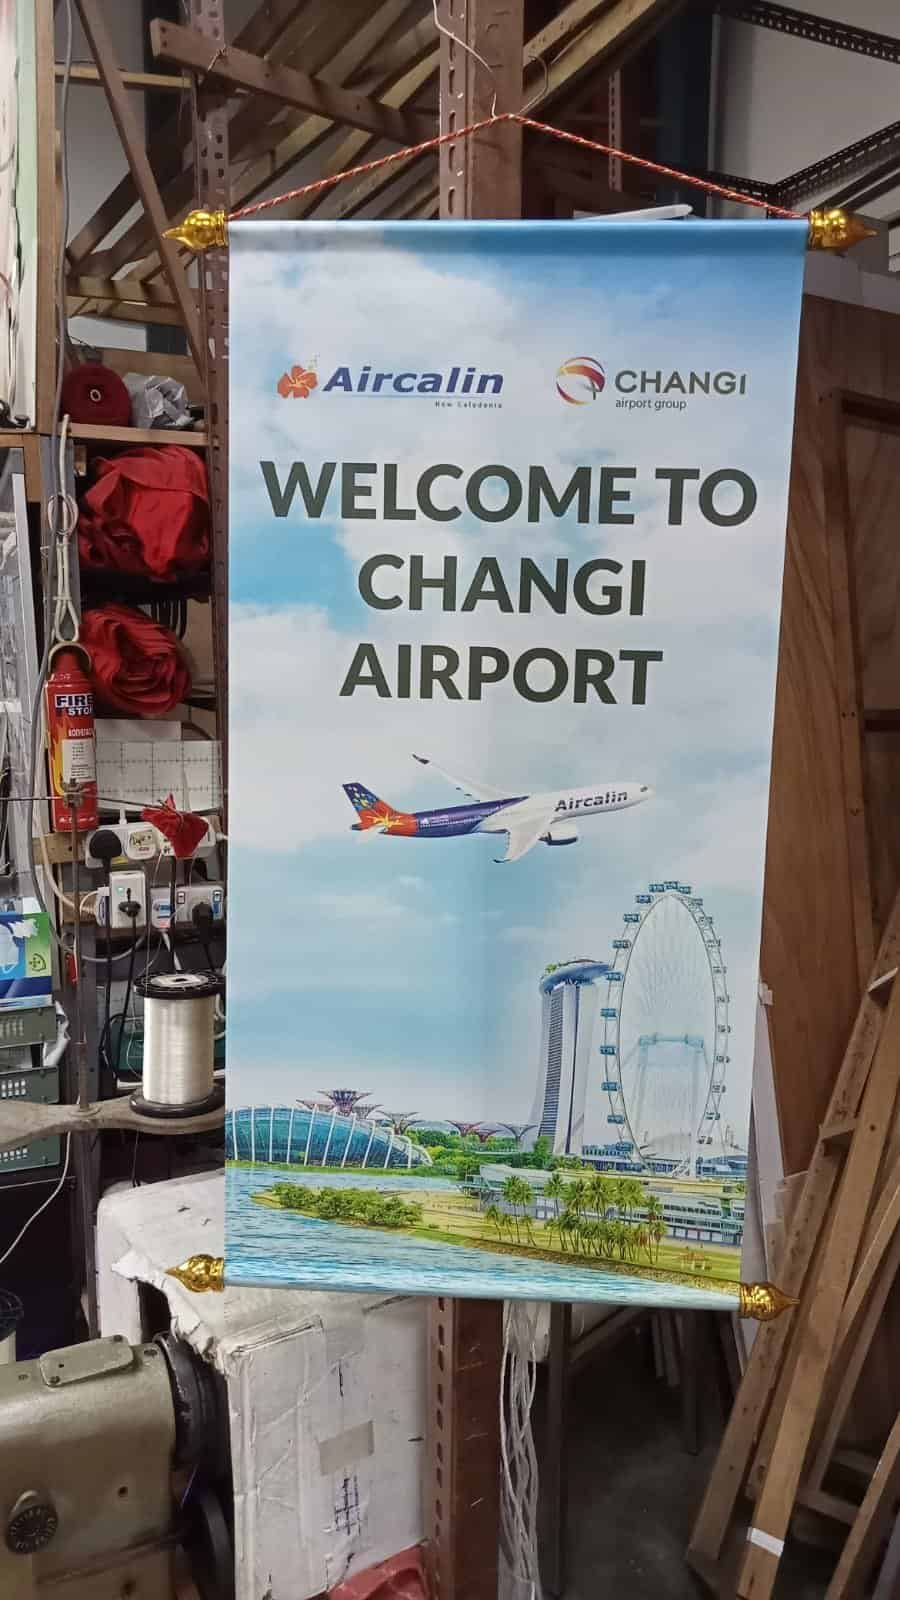 Aircalin
New Caledonia
CHANGI
airport group
WELCOME TO
CHANGI
AIRPORT
Aircalin
FIRE
STOP